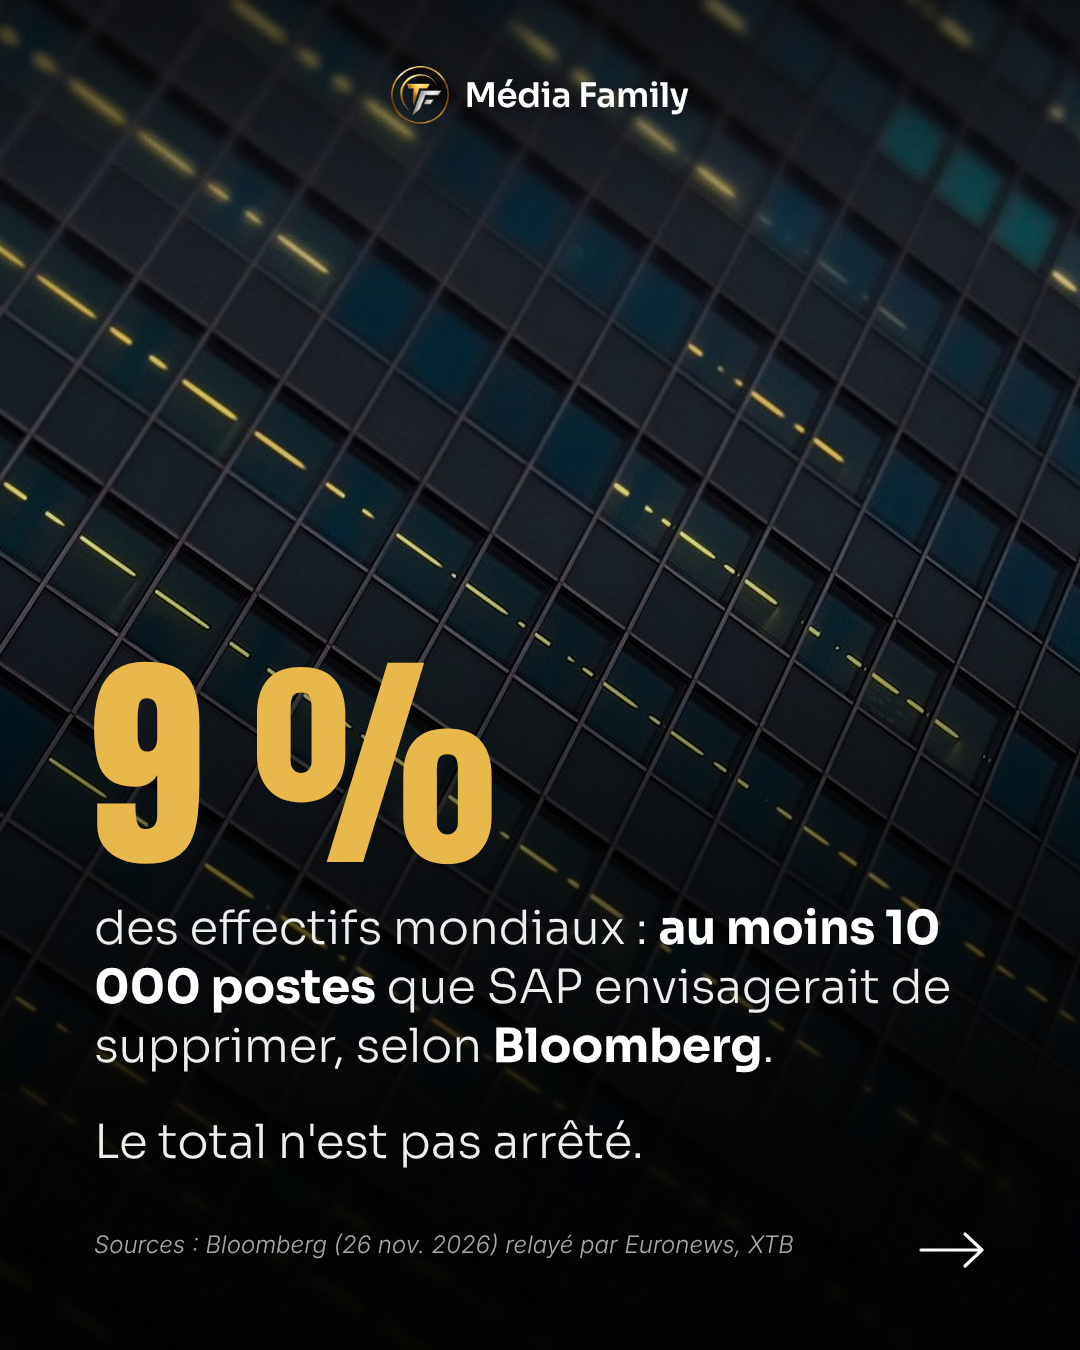 TF Média Family
9 %
des effectifs mondiaux : au moins 10
000 postes que SAP envisagerait de
supprimer, selon Bloomberg.
Le total n'est pas arrêté.
Sources : Bloomberg (26 nov. 2026) relayé par Euronews, XTB